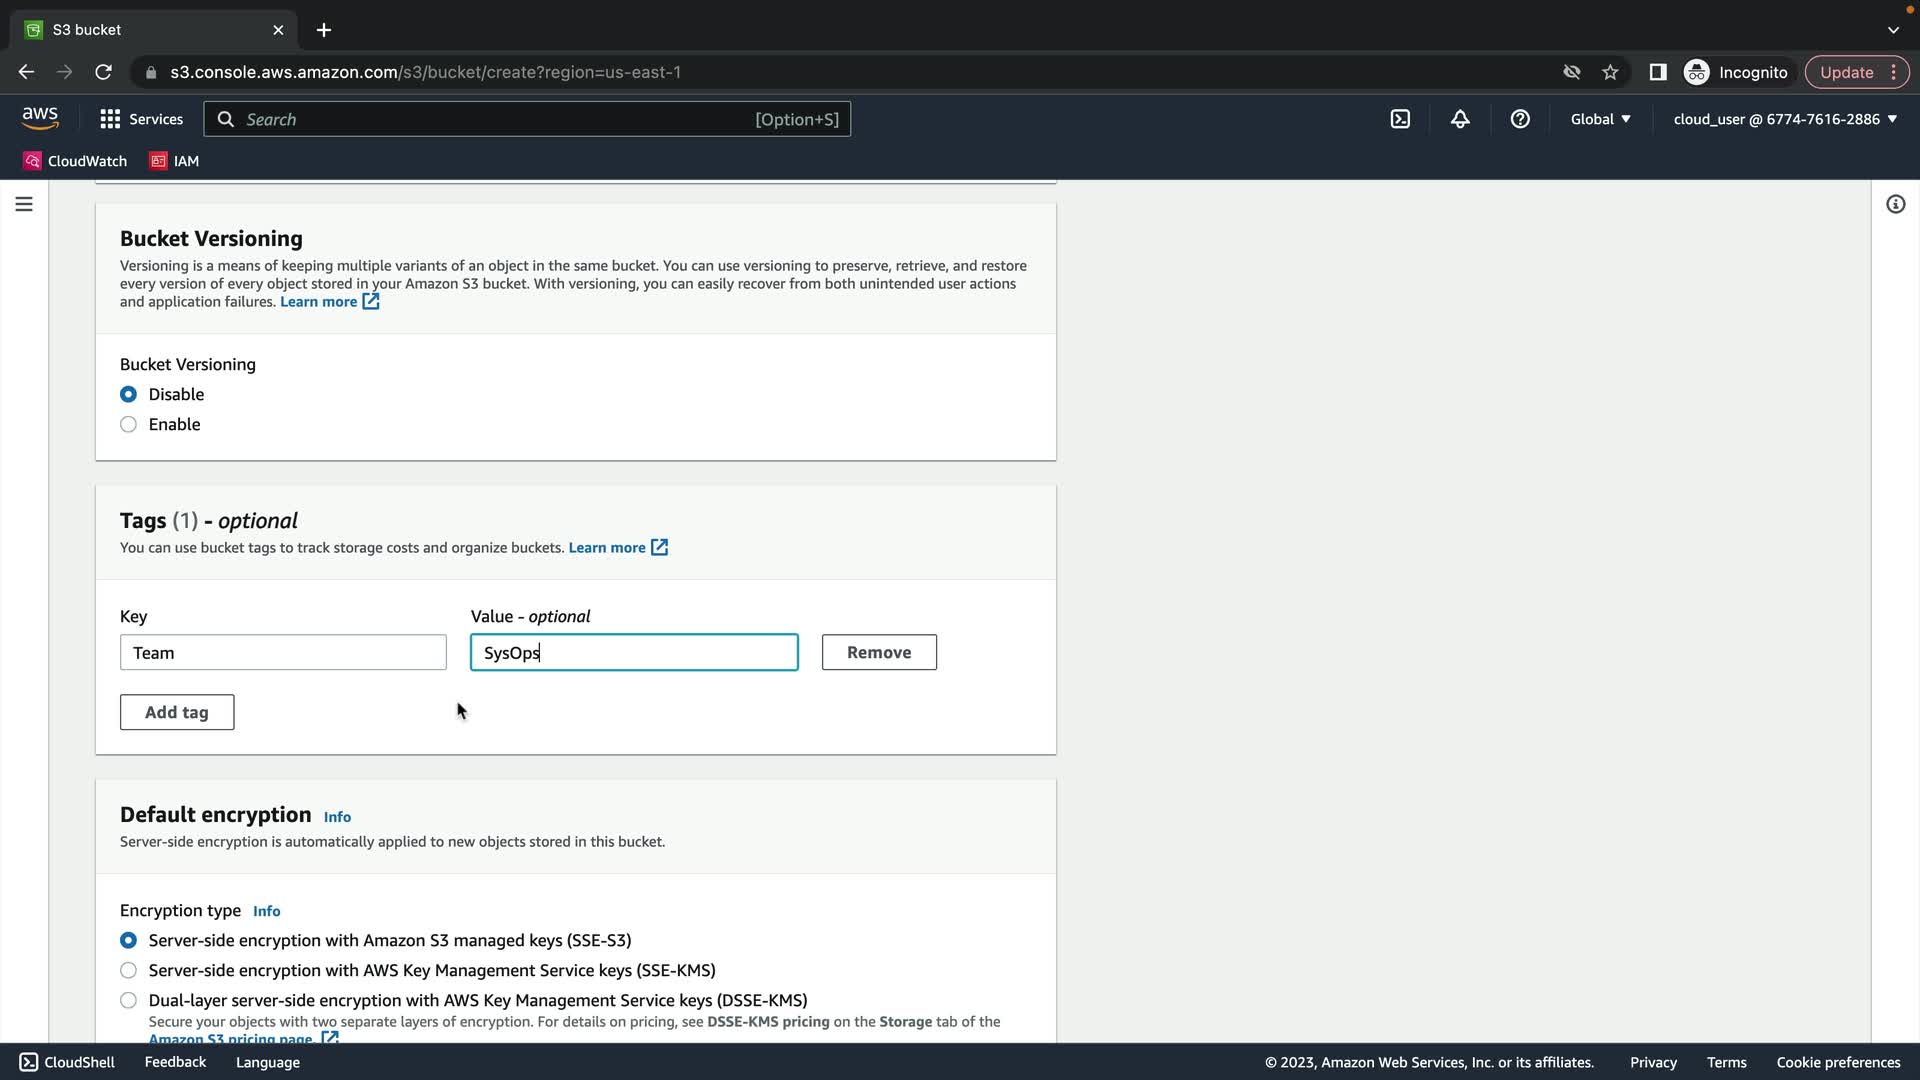 S3 bucket
s3.console.aws.amazon.com/s3/bucket/create?region=us-east-1
Incognito
Update
aws
Services
Search
[Option+S]
Global
cloud_user @ 6774-7616-2886
CloudWatch
IAM
Bucket Versioning
Versioning is a means of keeping multiple variants of an object in the same bucket. You can use versioning to preserve, retrieve, and restore
every version of every object stored in your Amazon S3 bucket. With versioning, you can easily recover from both unintended user actions
and application failures. Learn more
Bucket Versioning
Disable
Enable
Tags (1) - optional
You can use bucket tags to track storage costs and organize buckets. Learn more
Key
Value - optional
Team
SysOps
Remove
Add tag
Default encryption Info
Server-side encryption is automatically applied to new objects stored in this bucket.
Encryption type Info
Server-side encryption with Amazon S3 managed keys (SSE-S3)
Server-side encryption with AWS Key Management Service keys (SSE-KMS)
Dual-layer server-side encryption with AWS Key Management Service keys (DSSE-KMS)
Secure your objects with two separate layers of encryption. For details on pricing, see DSSE-KMS pricing on the Storage tab of the
Amazon S3 pricing page.
CloudShell
Feedback
Language
© 2023, Amazon Web Services, Inc. or its affiliates.
Privacy
Terms
Cookie preferences